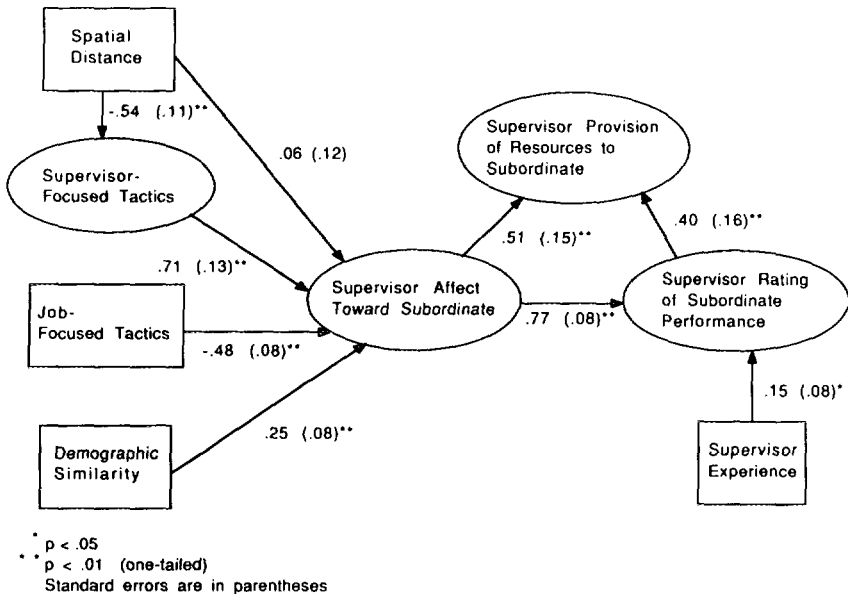 Spatial
Distance
-.54 (.11)**
.06 (.12)
Supervisor Provision
of Resources to
Subordinate
Supervisor-
Focused Tactics
.71 (.13)**
.51 (.15)**
.40 (.16)**
Supervisor Affect
Toward Subordinate
Supervisor Rating
of Subordinate
Performance
Job-
Focused Tactics
-.48 (.08)**
.77 (.08)**
.25 (.08)**
.15 (.08)*
Demographic
Similarity
Supervisor
Experience
* p < .05
** p < .01 (one-tailed)
Standard errors are in parentheses